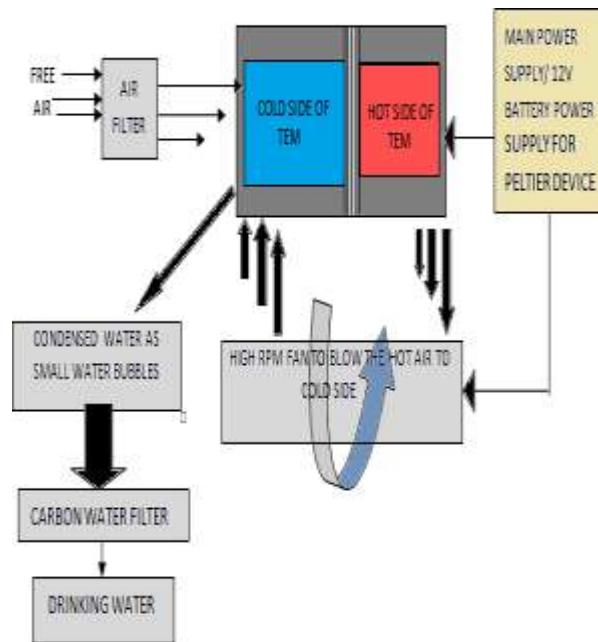 FREE
AIR
AIR
FILTER
COLD SIDE OF
TEM
HOT SIDE OF
TEM
MAIN POWER
SUPPLY/ 12V
BATTERY POWER
SUPPLY FOR
PELTIER DEVICE
CONDENSED WATER AS
SMALL WATER BUBBLES
HIGH RPM FAN TO BLOW THE HOT AIR TO
COLD SIDE
CARBON WATER FILTER
DRINKING WATER